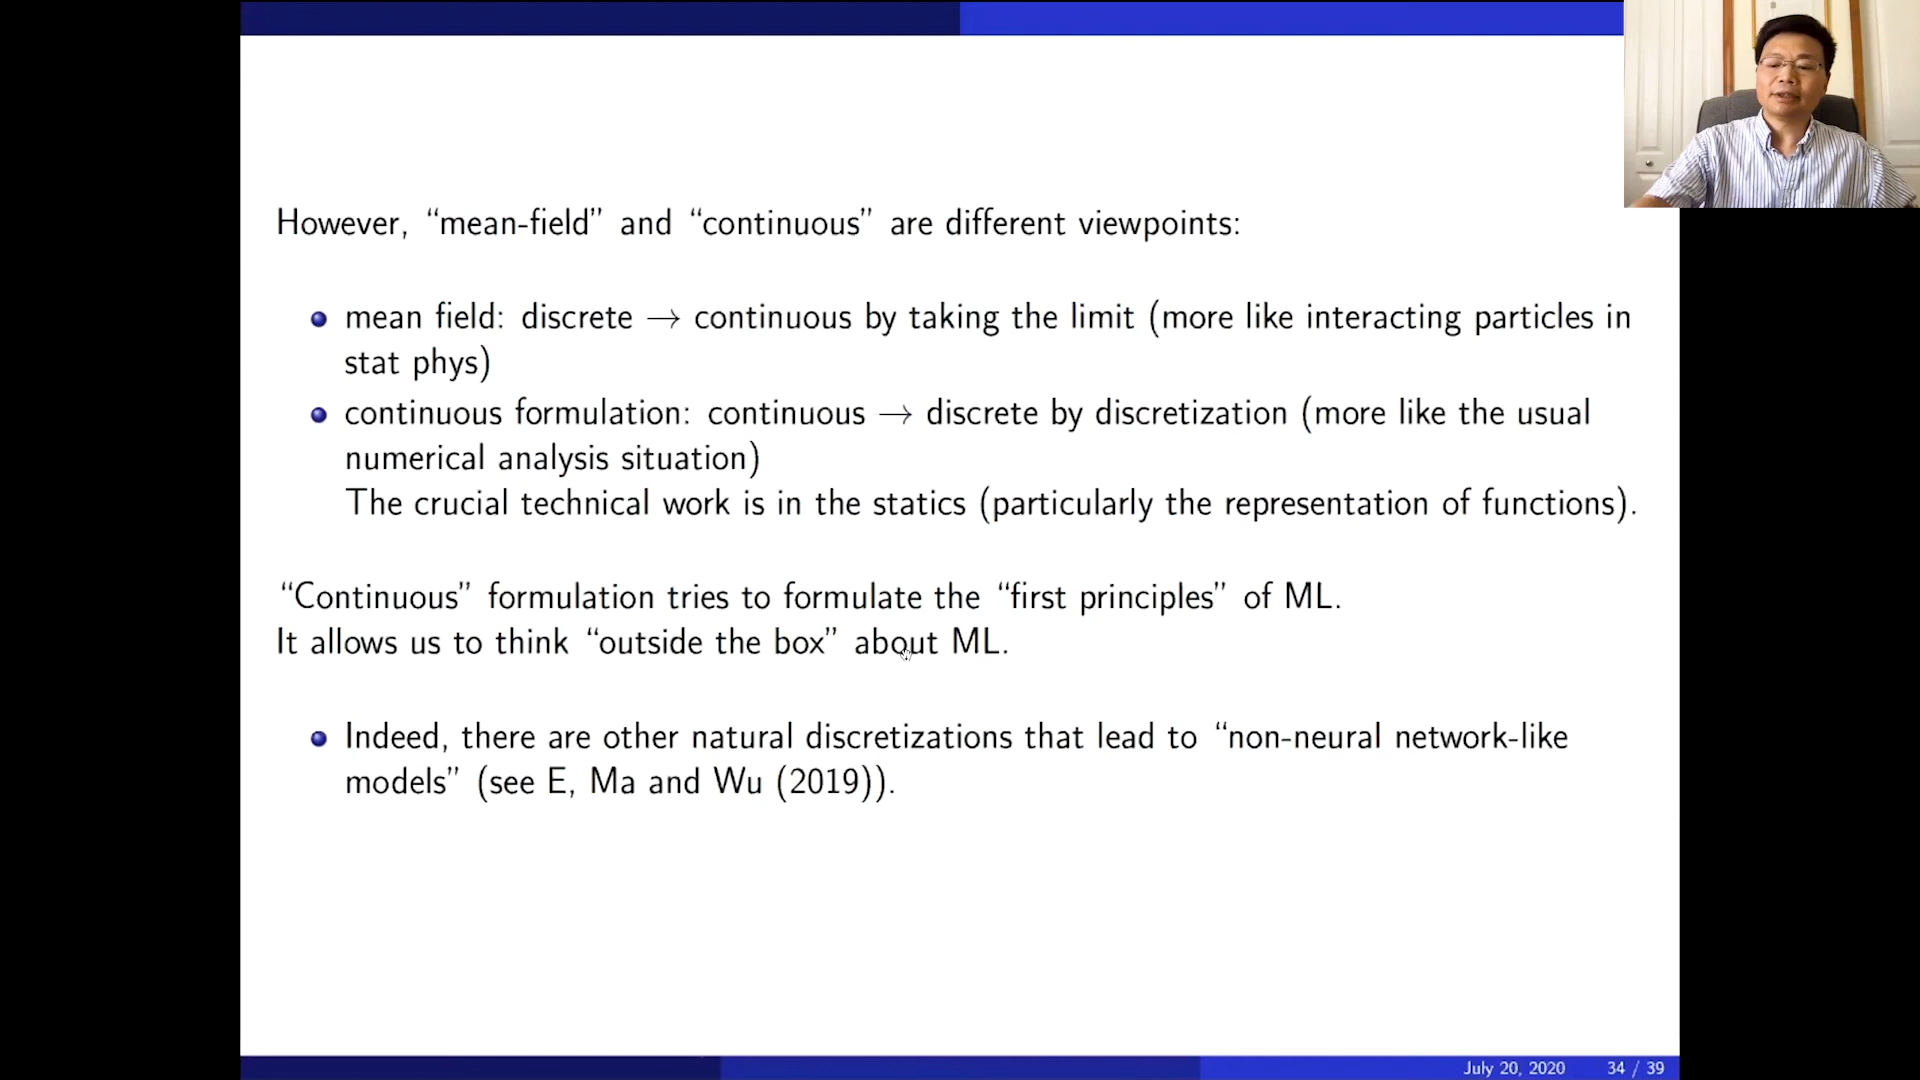 However, “mean-field” and “continuous” are different viewpoints:
mean field: discrete → continuous by taking the limit (more like interacting particles in
stat phys)
continuous formulation: continuous → discrete by discretization (more like the usual
numerical analysis situation)
The crucial technical work is in the statics (particularly the representation of functions).
“Continuous” formulation tries to formulate the “first principles” of ML.
It allows us to think “outside the box” about ML.
Indeed, there are other natural discretizations that lead to “non-neural network-like
models” (see E, Ma and Wu (2019)).
July 20, 2020 34 / 39